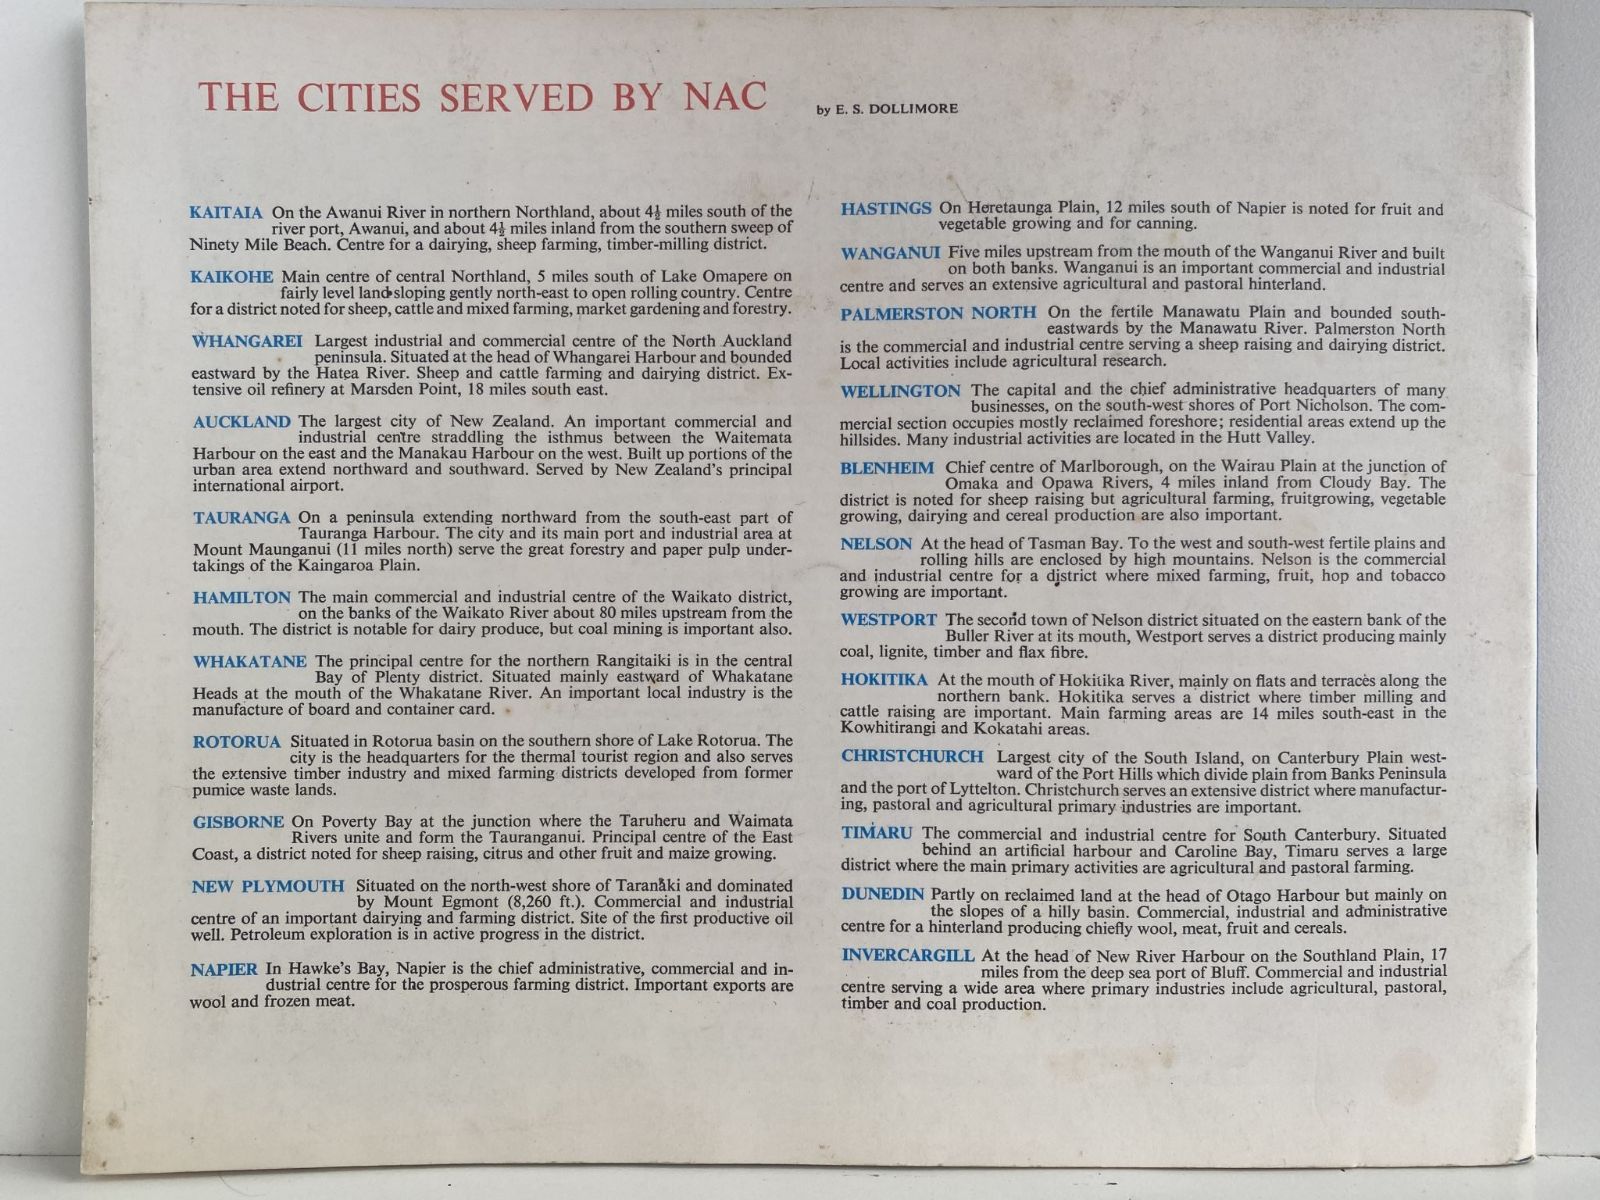 THE CITIES SERVED BY NAC
by E. S. DOLLIMORE
KAITAIA On the Awanui River in northern Northland, about 4½ miles south of the
river port, Awanui, and about 4½ miles inland from the southern sweep of
Ninety Mile Beach. Centre for a dairying, sheep farming, timber-milling district.
KAIKOHE Main centre of central Northland, 5 miles south of Lake Omapere on
fairly level land sloping gently north-east to open rolling country. Centre
for a district noted for sheep, cattle and mixed farming, market gardening and forestry.
WHANGAREI Largest industrial and commercial centre of the North Auckland
peninsula. Situated at the head of Whangarei Harbour and bounded
eastward by the Hatea River. Sheep and cattle farming and dairying district. Ex-
tensive oil refinery at Marsden Point, 18 miles south east.
AUCKLAND The largest city of New Zealand. An important commercial and
industrial centre straddling the isthmus between the Waitemata
Harbour on the east and the Manakau Harbour on the west. Built up portions of the
urban area extend northward and southward. Served by New Zealand's principal
international airport.
TAURANGA On a peninsula extending northward from the south-east part of
Tauranga Harbour. The city and its main port and industrial area at
Mount Maunganui (11 miles north) serve the great forestry and paper pulp under-
takings of the Kaingaroa Plain.
HAMILTON The main commercial and industrial centre of the Waikato district,
on the banks of the Waikato River about 80 miles upstream from the
mouth. The district is notable for dairy produce, but coal mining is important also.
WHAKATANE The principal centre for the northern Rangitaiki is in the central
Bay of Plenty district. Situated mainly eastward of Whakatane
Heads at the mouth of the Whakatane River. An important local industry is the
manufacture of board and container card.
ROTORUA Situated in Rotorua basin on the southern shore of Lake Rotorua. The
city is the headquarters for the thermal tourist region and also serves
the extensive timber industry and mixed farming districts developed from former
pumice waste lands.
GISBORNE On Poverty Bay at the junction where the Taruheru and Waimata
Rivers unite and form the Tauranganui. Principal centre of the East
Coast, a district noted for sheep raising, citrus and other fruit and maize growing.
NEW PLYMOUTH Situated on the north-west shore of Taranaki and dominated
by Mount Egmont (8,260 ft.). Commercial and industrial
centre of an important dairying and farming district. Site of the first productive oil
well. Petroleum exploration is in active progress in the district.
NAPIER In Hawke's Bay, Napier is the chief administrative, commercial and in-
dustrial centre for the prosperous farming district. Important exports are
wool and frozen meat.
HASTINGS On Heretaunga Plain, 12 miles south of Napier is noted for fruit and
vegetable growing and for canning.
WANGANUI Five miles upstream from the mouth of the Wanganui River and built
on both banks. Wanganui is an important commercial and industrial
centre and serves an extensive agricultural and pastoral hinterland.
PALMERSTON NORTH On the fertile Manawatu Plain and bounded south-
eastwards by the Manawatu River. Palmerston North
is the commercial and industrial centre serving a sheep raising and dairying district.
Local activities include agricultural research.
WELLINGTON The capital and the chief administrative headquarters of many
businesses, on the south-west shores of Port Nicholson. The com-
mercial section occupies mostly reclaimed foreshore; residential areas extend up the
hillsides. Many industrial activities are located in the Hutt Valley.
BLENHEIM Chief centre of Marlborough, on the Wairau Plain at the junction of
Omaka and Opawa Rivers, 4 miles inland from Cloudy Bay. The
district is noted for sheep raising but agricultural farming, fruitgrowing, vegetable
growing, dairying and cereal production are also important.
NELSON At the head of Tasman Bay. To the west and south-west fertile plains and
rolling hills are enclosed by high mountains. Nelson is the commercial
and industrial centre for a district where mixed farming, fruit, hop and tobacco
growing are important.
WESTPORT The second town of Nelson district situated on the eastern bank of the
Buller River at its mouth, Westport serves a district producing mainly
coal, lignite, timber and flax fibre.
HOKITIKA At the mouth of Hokitika River, mainly on flats and terraces along the
northern bank. Hokitika serves a district where timber milling and
cattle raising are important. Main farming areas are 14 miles south-east in the
Kowhitirangi and Kokatahi areas.
CHRISTCHURCH Largest city of the South Island, on Canterbury Plain west-
ward of the Port Hills which divide plain from Banks Peninsula
and the port of Lyttelton. Christchurch serves an extensive district where manufactur-
ing, pastoral and agricultural primary industries are important.
TIMARU The commercial and industrial centre for South Canterbury. Situated
behind an artificial harbour and Caroline Bay, Timaru serves a large
district where the main primary activities are agricultural and pastoral farming.
DUNEDIN Partly on reclaimed land at the head of Otago Harbour but mainly on
the slopes of a hilly basin. Commercial, industrial and administrative
centre for a hinterland producing chiefly wool, meat, fruit and cereals.
INVERCARGILL At the head of New River Harbour on the Southland Plain, 17
miles from the deep sea port of Bluff. Commercial and industrial
centre serving a wide area where primary industries include agricultural, pastoral,
timber and coal production.